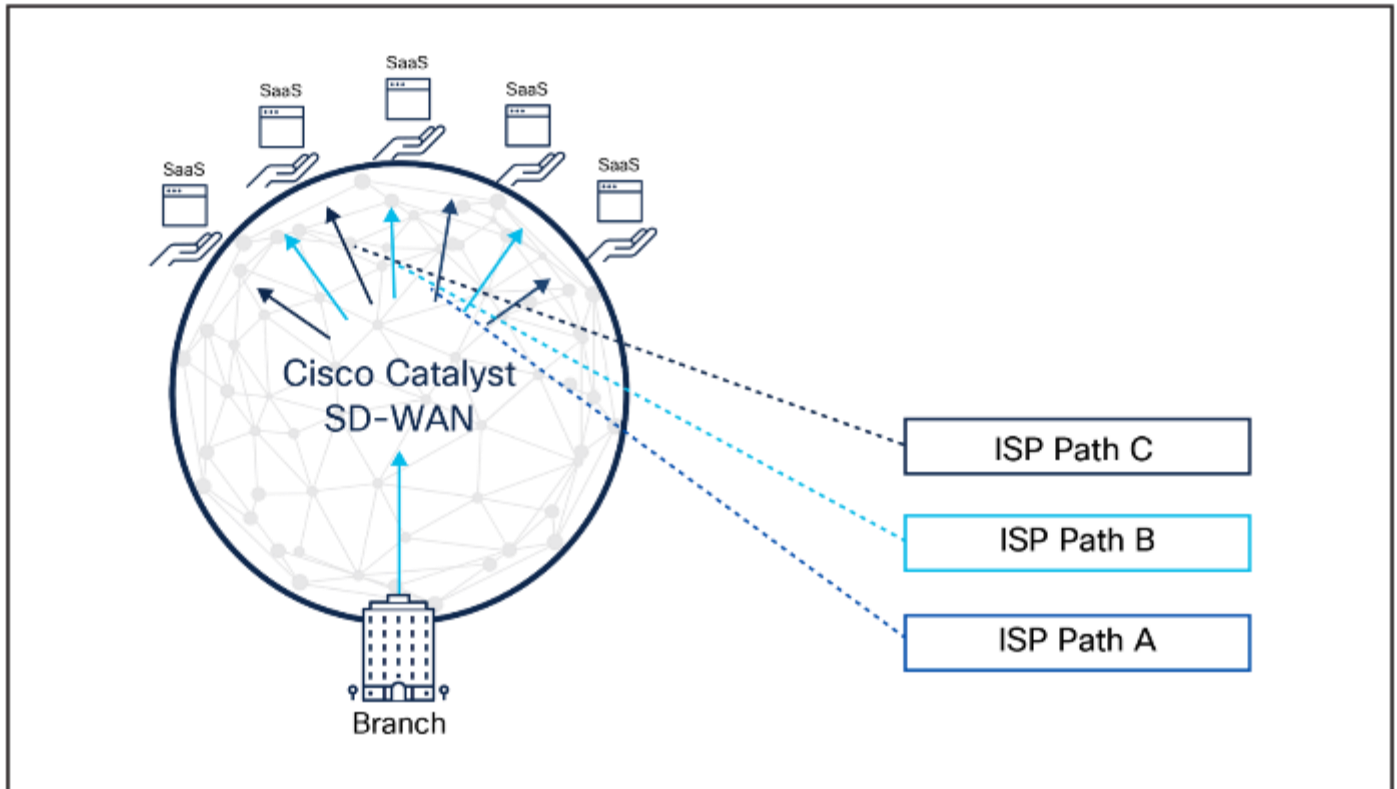 SaaS
SaaS
SaaS
SaaS
SaaS
Cisco Catalyst
SD-WAN
ISP Path C
ISP Path B
ISP Path A
Branch